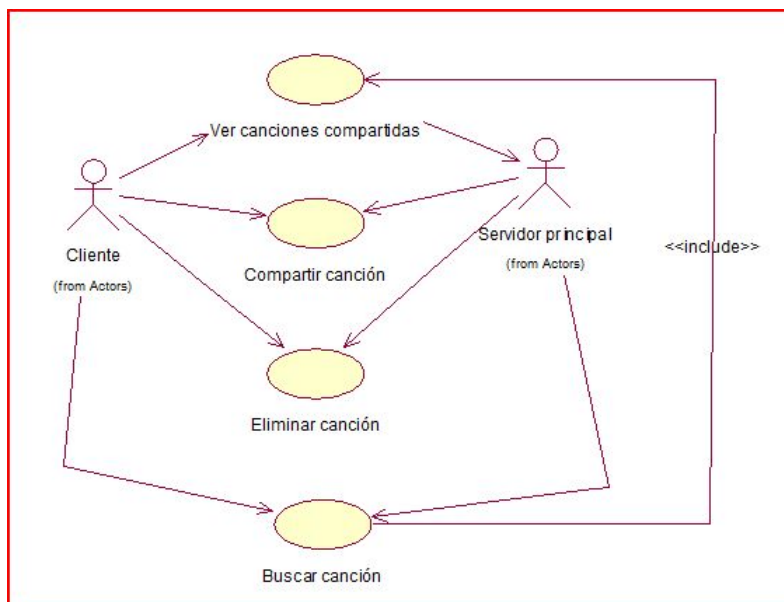 Ver canciones compartidas
Cliente
(from Actors)
Servidor principal
(from Actors)
<<include>>
Compartir canción
Eliminar canción
Buscar canción